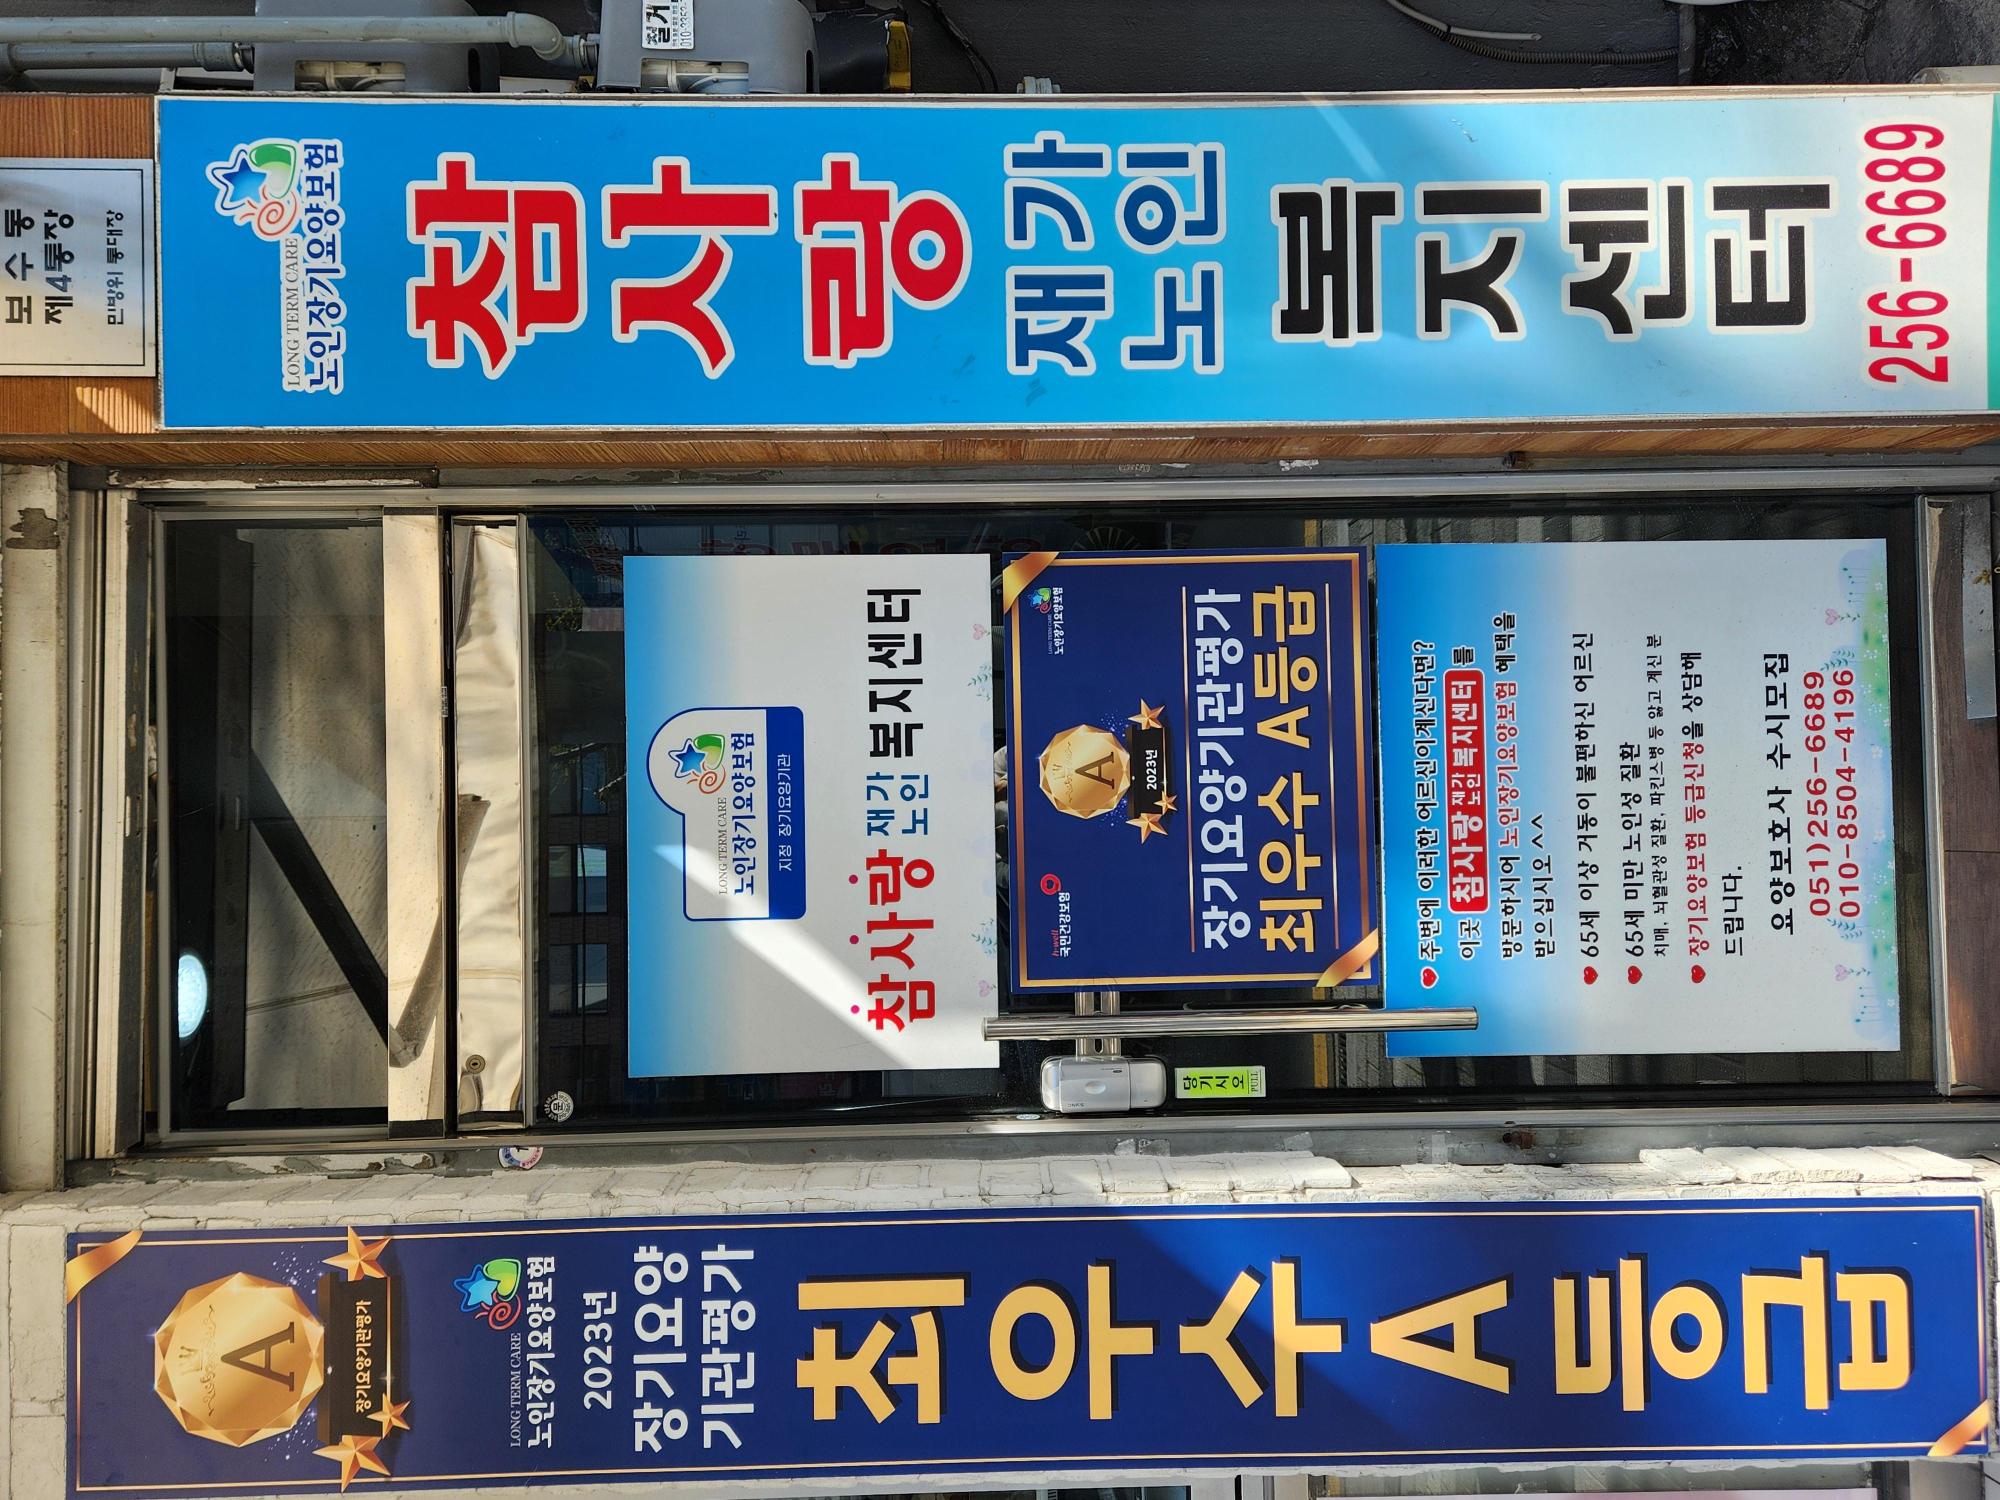 장기요양기관평가
LONG TERM CARE
노인장기요양보험
2023년
장기요양
기관평가
최우수A등급
LONG TERM CARE
노인장기요양보험
지정 장기요양기관
참사랑 재가노인 복지센터
h-well
국민건강보험
LONG TERM CARE
노인장기요양보험
A
2023년
장기요양기관평가
최우수 A등급
당기시오
PULL
주변에 이러한 어르신이계신다면?
이곳 참사랑 재가노인 복지센터 를
방문하시어 노인장기요양보험 혜택을
받으십시오^^
65세 이상 거동이 불편하신 어르신
65세 미만 노인성 질환
치매, 뇌혈관성 질환, 파킨스병 등 앓고 계신 분
장기요양보험 등급신청을 상담해
드립니다.
요양보호사 수시모집
051)256-6689
010-8504-4196
보수동
제4통장
민방위 통대장
LONG TERM CARE
노인장기요양보험
참사랑
재가
노인
복지센터
256-6689